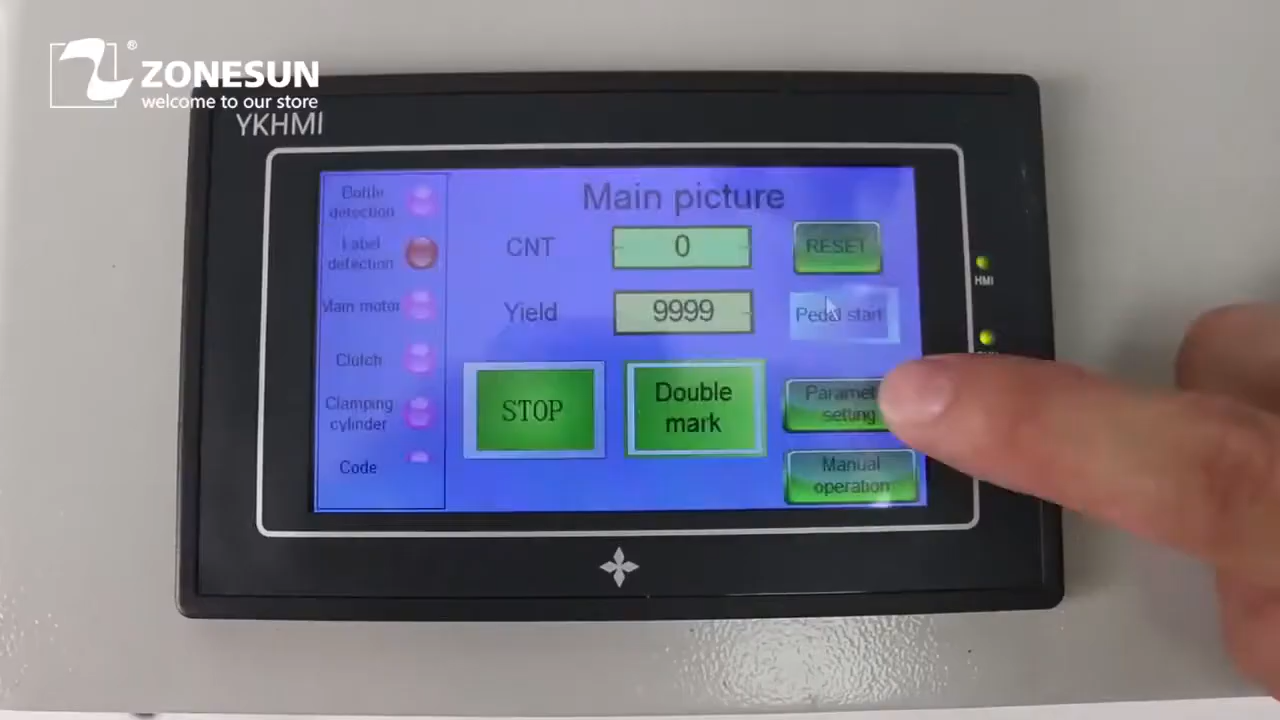 ZONESUN
welcome to our store
YKHMI
Main picture
Bottle
detection
Label
detection
Main motor
Clutch
Clamping
cylinder
Code
CNT
0
RESET
Yield
9999
Pedal start
STOP
Double
mark
setting
Manual
operation
HMI